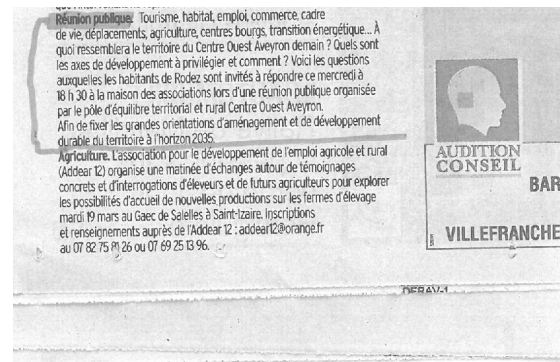 Réunion publique. Tourisme, habitat, emploi, commerce, cadre
de vie, déplacements, agriculture, centres bourgs, transition énergétique... À
quoi ressemblera le territoire du Centre Ouest Aveyron demain ? Quels sont
les axes de développement à privilégier et comment ? Voici les questions
auxquelles les habitants de Rodez sont invités à répondre ce mercredi à
18 h 30 à la maison des associations lors d'une réunion publique organisée
par le pôle d'équilibre territorial et rural Centre Ouest Aveyron.
Afin de fixer les grandes orientations d'aménagement et de développement
durable du territoire à l'horizon 2035.
Agriculture. L'association pour le développement de l'emploi agricole et rural
(Addear 12) organise une matinée d'échanges autour de témoignages
concrets et d'interrogations d'éleveurs et de futurs agriculteurs pour explorer
les possibilités d'accueil de nouvelles productions sur les fermes d'élevage
mardi 19 mars au Gaec de Salelles à Saint-Izaire. Inscriptions
et renseignements auprès de l'Addear 12 : addear12@orange.fr
au 07 82 75 81 26 ou 07 69 25 13 96.
AUDITION
CONSEIL
BAR
VILLEFRANCHE